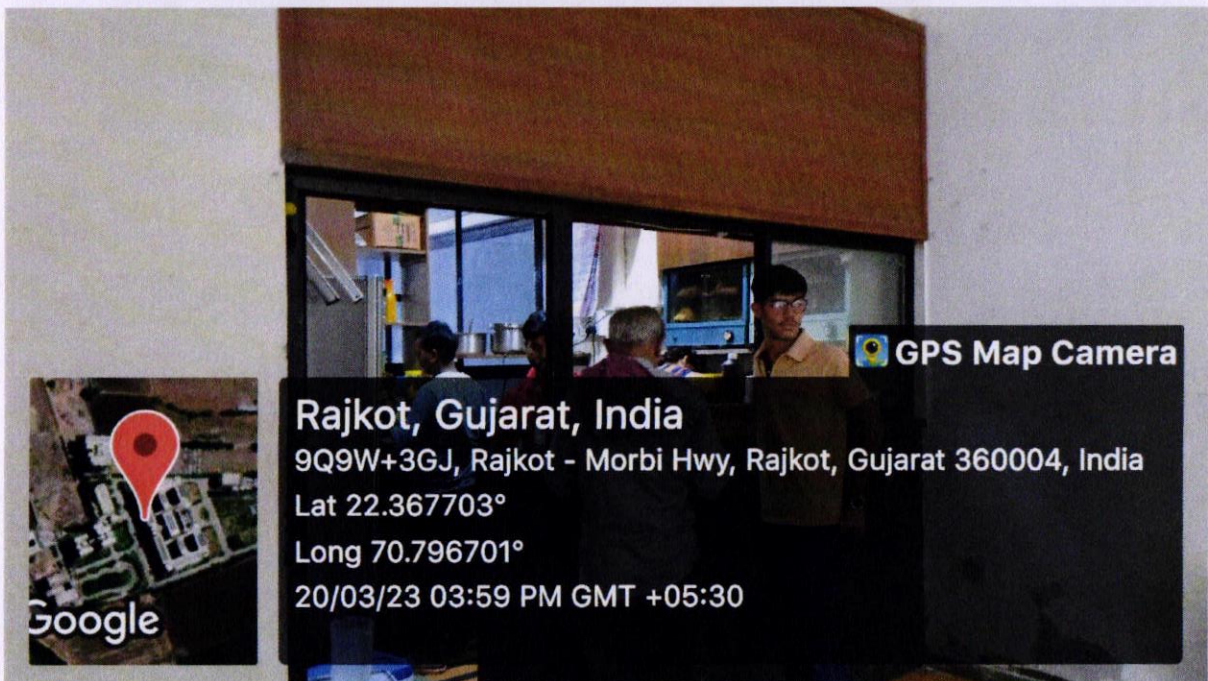 GPS Map Camera
Rajkot, Gujarat, India
9Q9W+3GJ, Rajkot - Morbi Hwy, Rajkot, Gujarat 360004, India
Lat 22.367703°
Long 70.796701°
20/03/23 03:59 PM GMT +05:30
Google